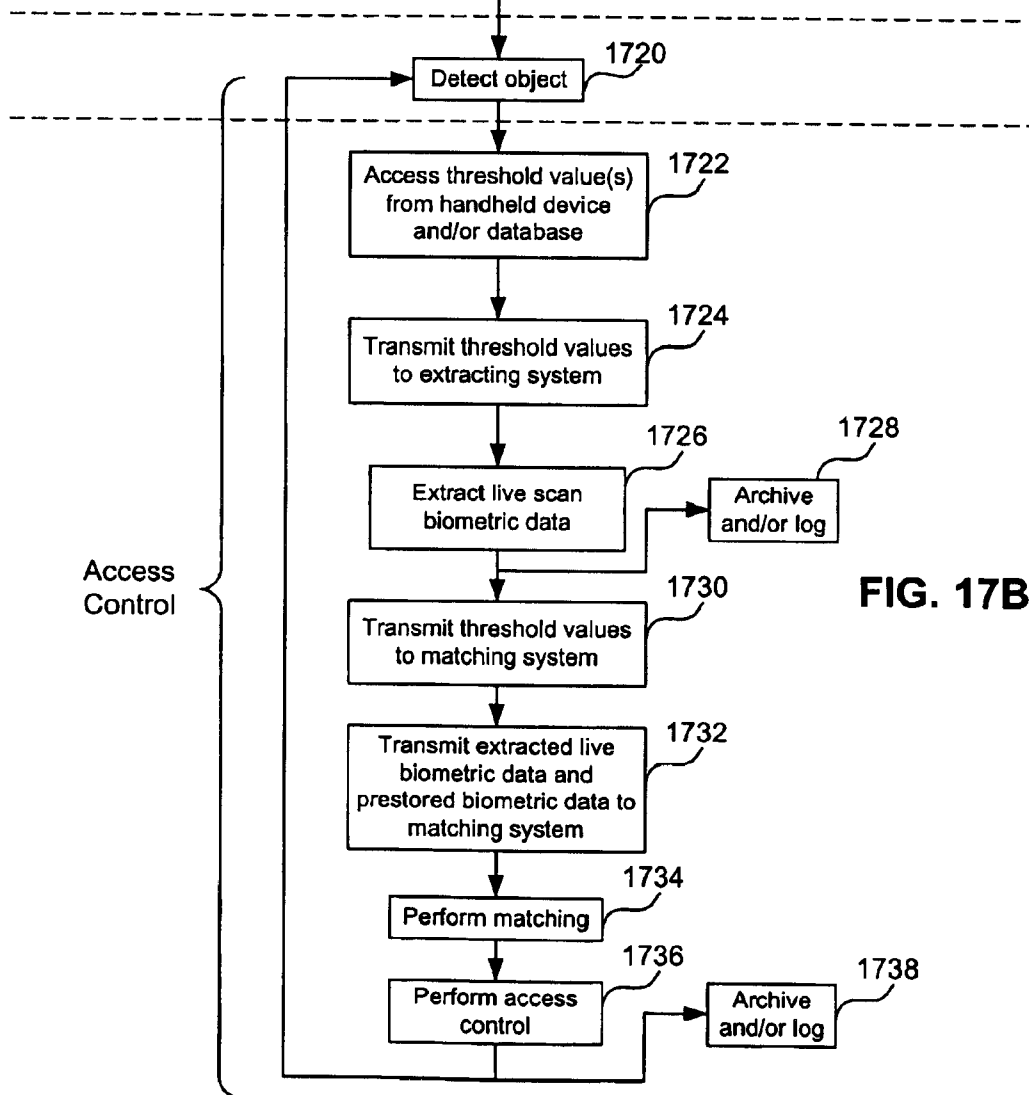 1720
Detect object
1722
Access threshold value(s)
from handheld device
and/or database
1724
Transmit threshold values
to extracting system
1726
1728
Extract live scan
biometric data
Archive
and/or log
Access
Control
FIG. 17B
1730
Transmit threshold values
to matching system
1732
Transmit extracted live
biometric data and
prestored biometric data to
matching system
1734
Perform matching
1736
1738
Perform access
control
Archive
and/or log